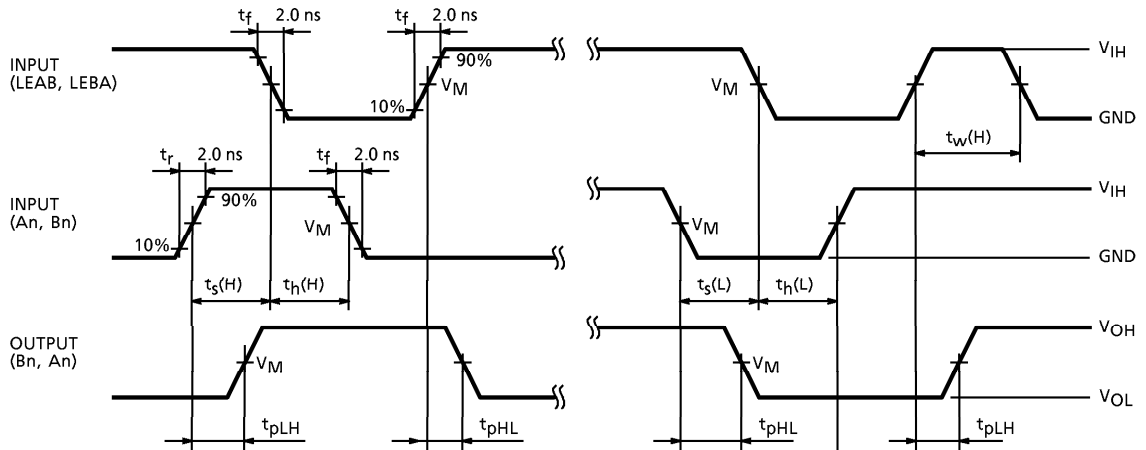 tf 2.0 ns tf 2.0 ns
INPUT
(LEAB, LEBA)
90%
VM
10%
VM
VIH
GND
tw(H)
tr 2.0 ns tf 2.0 ns
INPUT
(An, Bn)
90%
VM
10%
VM
VIH
GND
ts(H) th(H) ts(L) th(L)
OUTPUT
(Bn, An)
VM
VM
VOH
VOL
tpLH tpHL tpHL tpLH